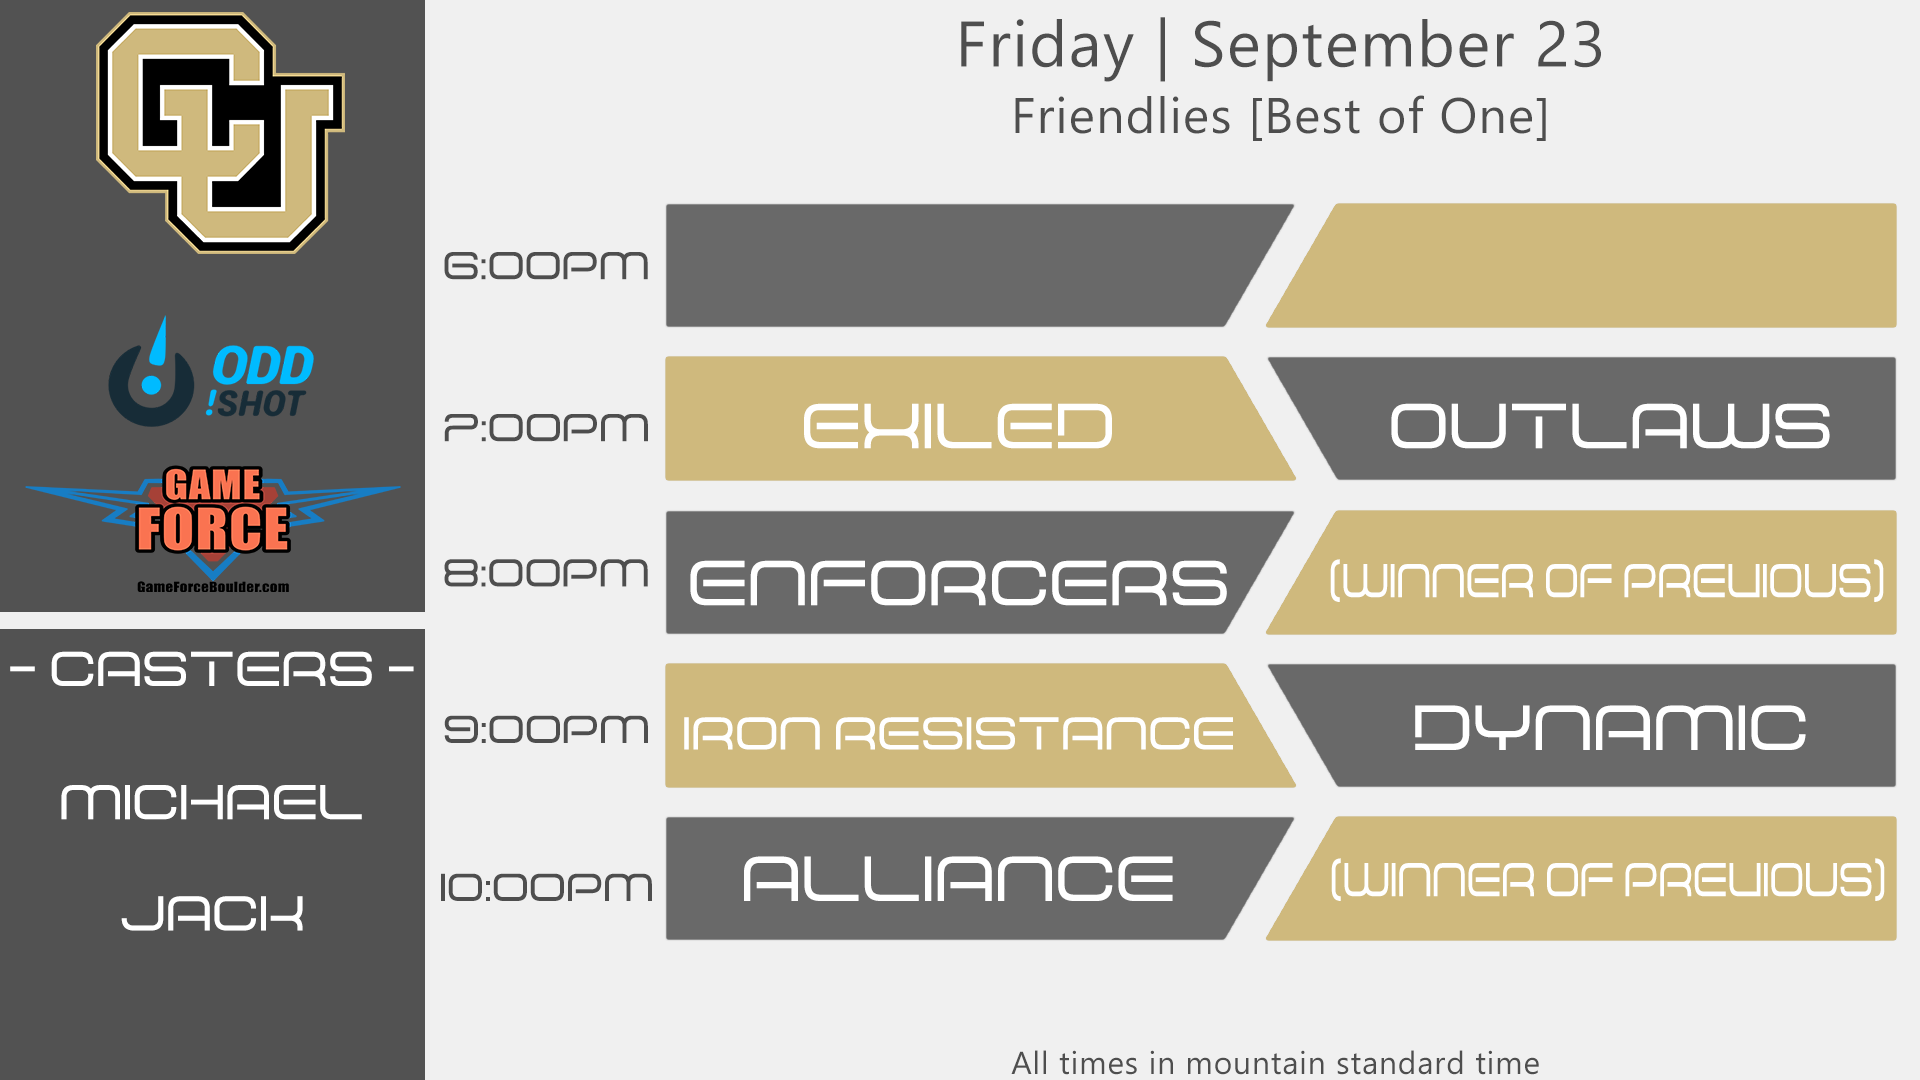 CU
ODD
!SHOT
GAME
FORCE
GameForceBoulder.com
- CASTERS -
MICHAEL
JACK
Friday | September 23
Friendlies [Best of One]
6:00PM
7:00PM EXILED OUTLAWS
8:00PM ENFORCERS (WINNER OF PREVIOUS)
9:00PM IRON RESISTANCE DYNAMIC
10:00PM ALLIANCE (WINNER OF PREVIOUS)
All times in mountain standard time